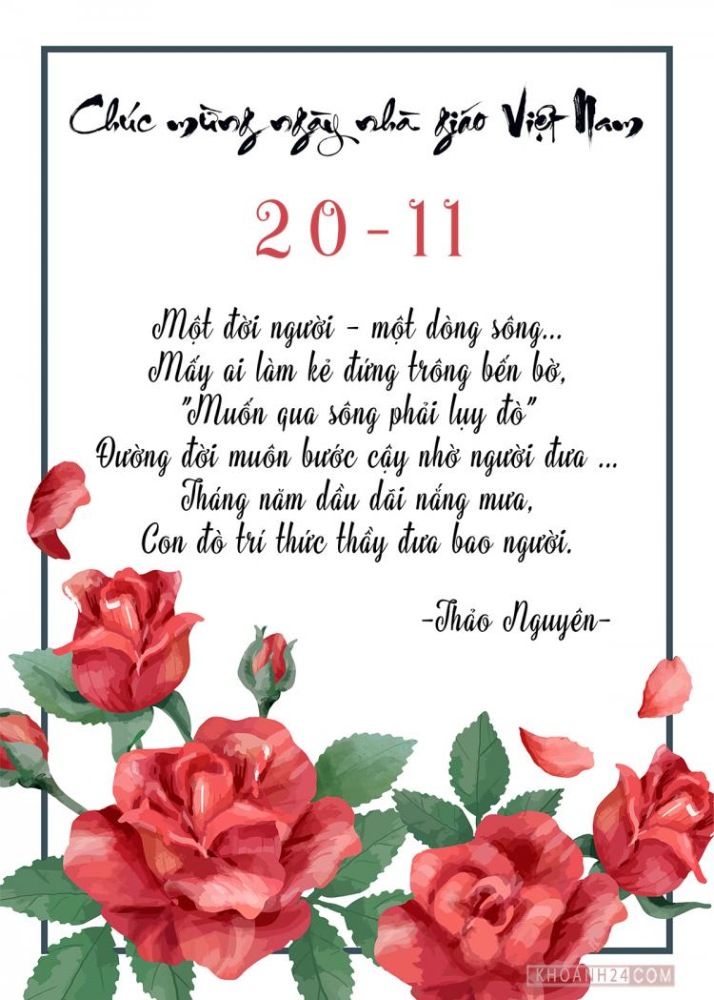 Chúc mừng ngày nhà giáo Việt Nam
20-11
Một đời người - một dòng sông...
Mấy ai làm kẻ đứng trông bến bờ,
"Muốn qua sông phải lụy đò"
Đường đời muôn bước cậy nhờ người đưa ...
Tháng năm dầu dãi nắng mưa,
Con đò trí thức thầy đưa bao người.
-Thảo Nguyên-
KHOANH24.COM